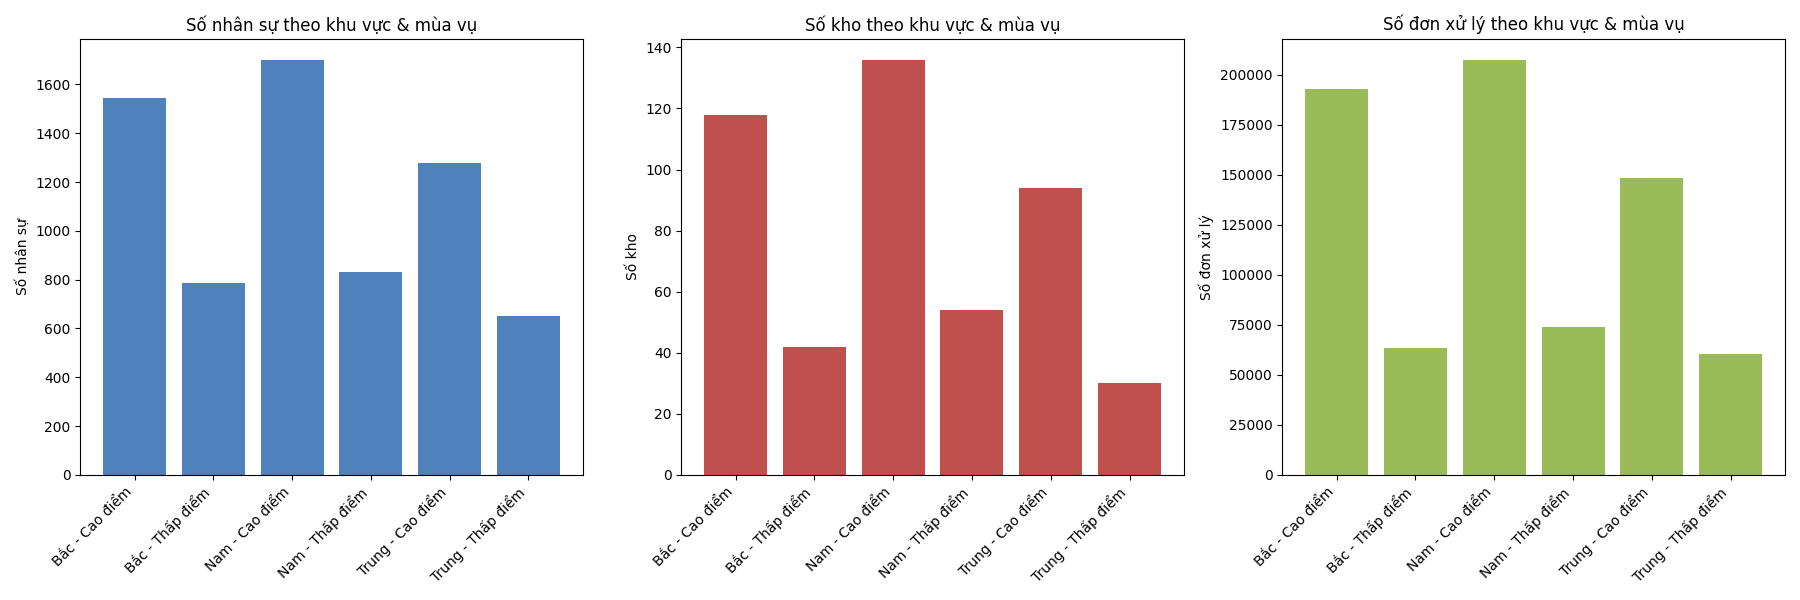 Số nhân sự theo khu vực & mùa vụ
Số nhân sự
1600
1400
1200
1000
800
600
400
200
0
Bắc - Cao điểm
Bắc - Thấp điểm
Nam - Cao điểm
Nam - Thấp điểm
Trung - Cao điểm
Trung - Thấp điểm
Số kho theo khu vực & mùa vụ
Số kho
140
120
100
80
60
40
20
0
Bắc - Cao điểm
Bắc - Thấp điểm
Nam - Cao điểm
Nam - Thấp điểm
Trung - Cao điểm
Trung - Thấp điểm
Số đơn xử lý theo khu vực & mùa vụ
Số đơn xử lý
200000
175000
150000
125000
100000
75000
50000
25000
0
Bắc - Cao điểm
Bắc - Thấp điểm
Nam - Cao điểm
Nam - Thấp điểm
Trung - Cao điểm
Trung - Thấp điểm